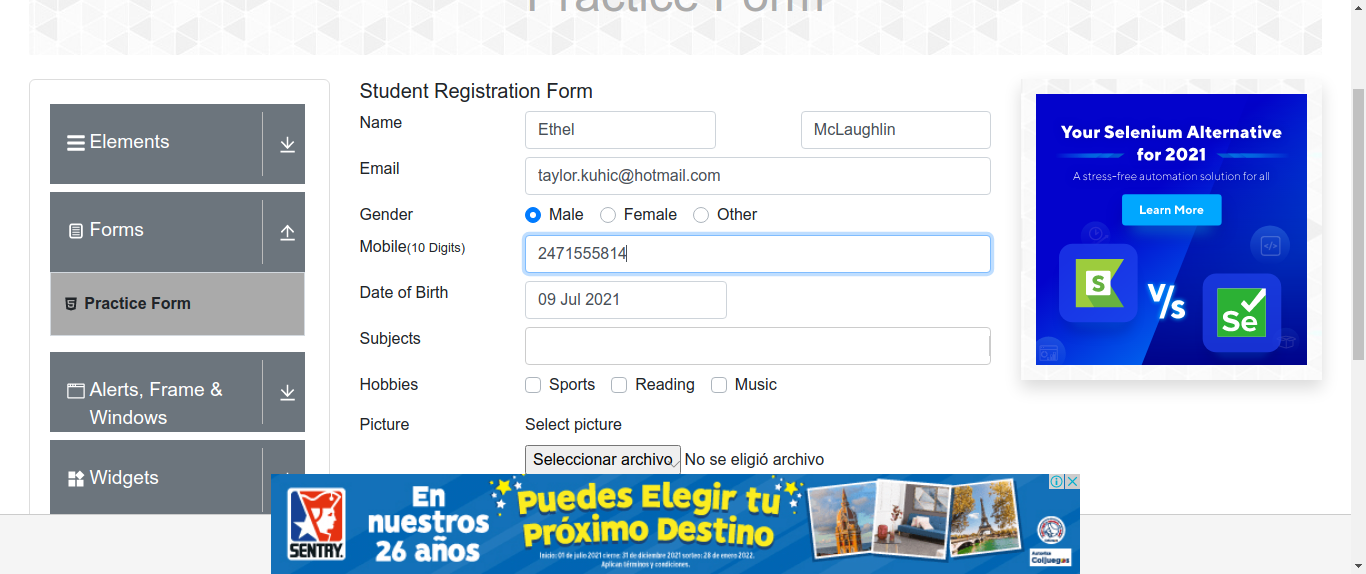 Practice Form
Elements
Forms
Practice Form
Alerts, Frame &
Windows
Widgets
Student Registration Form
Name
Ethel
McLaughlin
Email
taylor.kuhic@hotmail.com
Gender
Male
Female
Other
Mobile(10 Digits)
2471555814
Date of Birth
09 Jul 2021
Subjects
Hobbies
Sports
Reading
Music
Picture
Select picture
Seleccionar archivo
No se eligió archivo
Your Selenium Alternative
for 2021
A stress-free automation solution for all
Learn More
S
V/s
Se
SENTRY.
En
nuestros
26 años
Puedes Elegir tu
Próximo Destino
Inicio: 01 de julio 2021 cierre: 31 de diciembre 2021 sorteo: 28 de enero 2022.
Aplican términos y condiciones.
Autoriza
Coljuegos